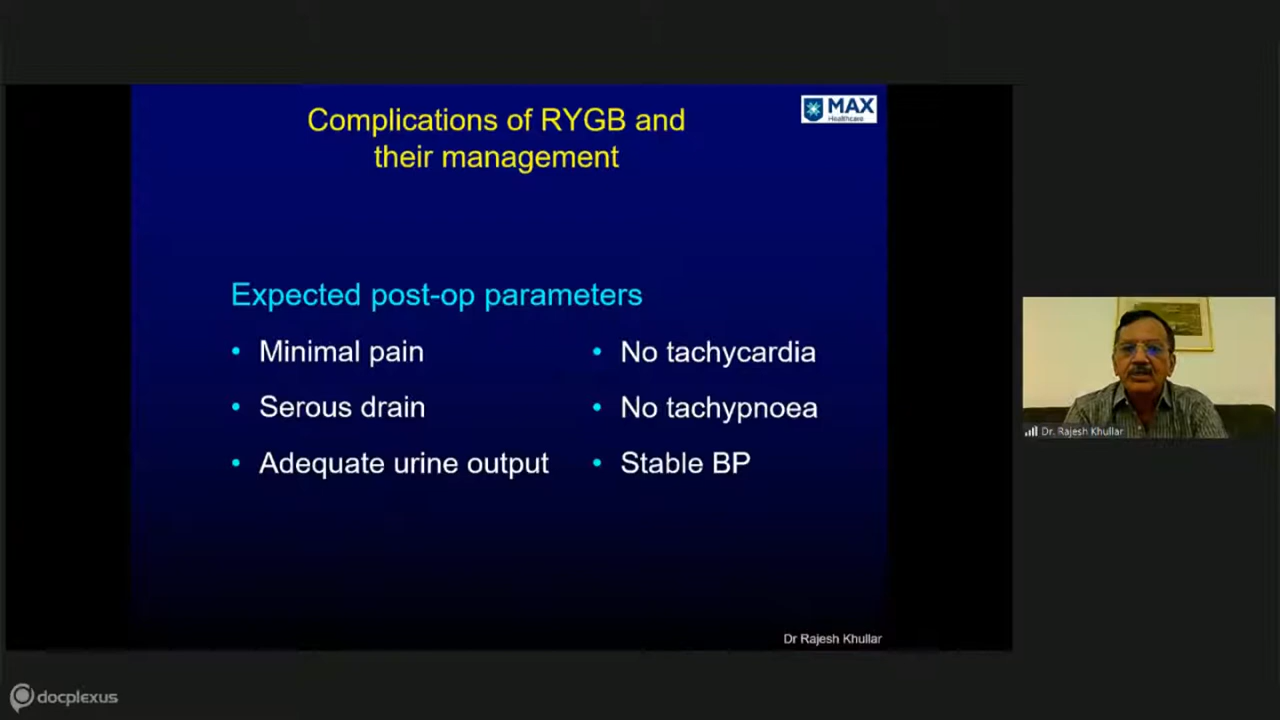 Complications of RYGB and
their management
MAX
Healthcare
Expected post-op parameters
• Minimal pain
• Serous drain
• Adequate urine output
• No tachycardia
• No tachypnoea
• Stable BP
Dr Rajesh Khullar
Dr. Rajesh Khullar
docplexus